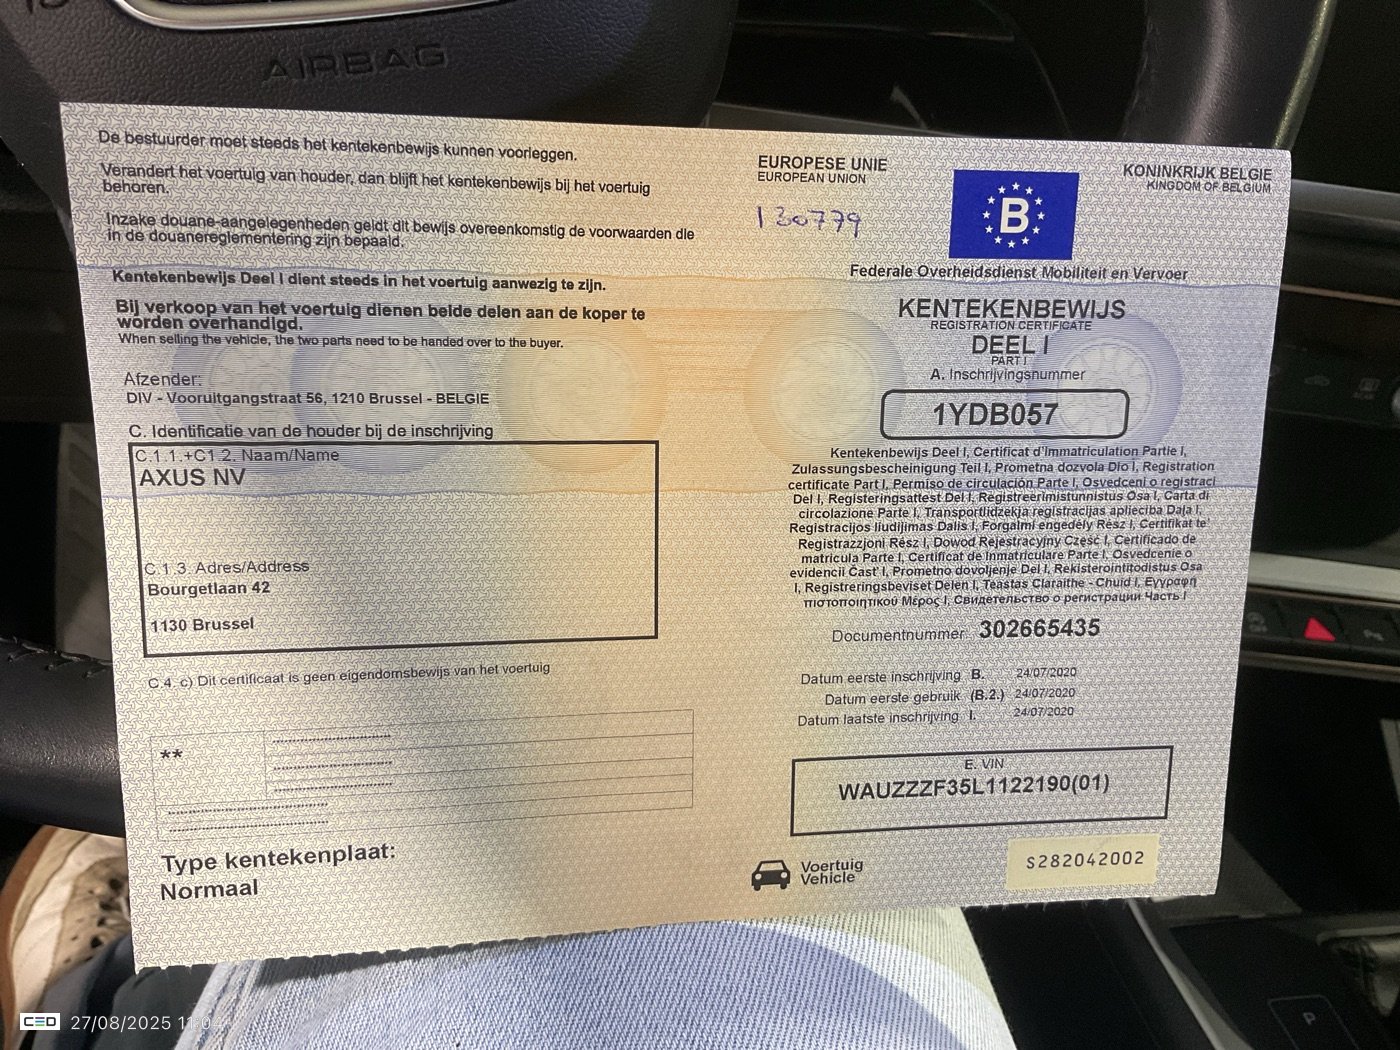 AIRBAG
De bestuurder moet steeds het kentekenbewijs kunnen voorleggen.
Verandert het voertuig van houder, dan blijft het kentekenbewijs bij het voertuig
behoren.
Inzake douane-aangelegenheden geldt dit bewijs overeenkomstig de voorwaarden die
in de douanereglementering zijn bepaald.
Kentekenbewijs Deel I dient steeds in het voertuig aanwezig te zijn.
Bij verkoop van het voertuig dienen beide delen aan de koper te
worden overhandigd.
When selling the vehicle, the two parts need to be handed over to the buyer.
Afzender:
DIV - Vooruitgangstraat 56, 1210 Brussel - BELGIE
C. Identificatie van de houder bij de inschrijving
C.1.1.+C1.2. Naam/Name
AXUS NV
C.1.3. Adres/Address
Bourgetlaan 42
1130 Brussel
C.4. c) Dit certificaat is geen eigendomsbewijs van het voertuig
**
Type kentekenplaat:
Normaal
EUROPESE UNIE
EUROPEAN UNION
130779
B
KONINKRIJK BELGIE
KINGDOM OF BELGIUM
Federale Overheidsdienst Mobiliteit en Vervoer
KENTEKENBEWIJS
REGISTRATION CERTIFICATE
DEEL I
PART I
A. Inschrijvingsnummer
1YDB057
Kentekenbewijs Deel I, Certificat d'Immatriculation Partie I,
Zulassungsbescheinigung Teil I, Prometna dozvola Dio I, Registration
certificate Part I, Permiso de circulación Parte I, Osvedceni o registraci
Del I, Registeringsattest Del I, Registreerimistunnistus Osa I, Carta di
circolazione Parte I, Transportlidzekja registracijas aplieciba Daļa I,
Registracijos liudijimas Dalis I, Forgalmi engedély Rész I, Certifikat te'
Registrazzjoni Rész I, Dowod Rejestracyjny Część I, Certificado de
matricula Parte I, Certificat de Inmatriculare Parte I, Osvedcenie o
evidencii Čast' I, Prometno dovoljenje Del I, Rekisterointitodistus Osa
I, Registreringsbeviset Delen I, Teastas Claraithe - Chuid I, Εγγραφη
πιστοποιητικού Μέρος I, Свидетельство о регистрации Часть I
Documentnummer 302665435
Datum eerste inschrijving B. 24/07/2020
Datum eerste gebruik (B.2.) 24/07/2020
Datum laatste inschrijving I. 24/07/2020
E. VIN
WAUZZZF35L1122190(01)
Voertuig
Vehicle
S282042002
P
CED 27/08/2025 11:04